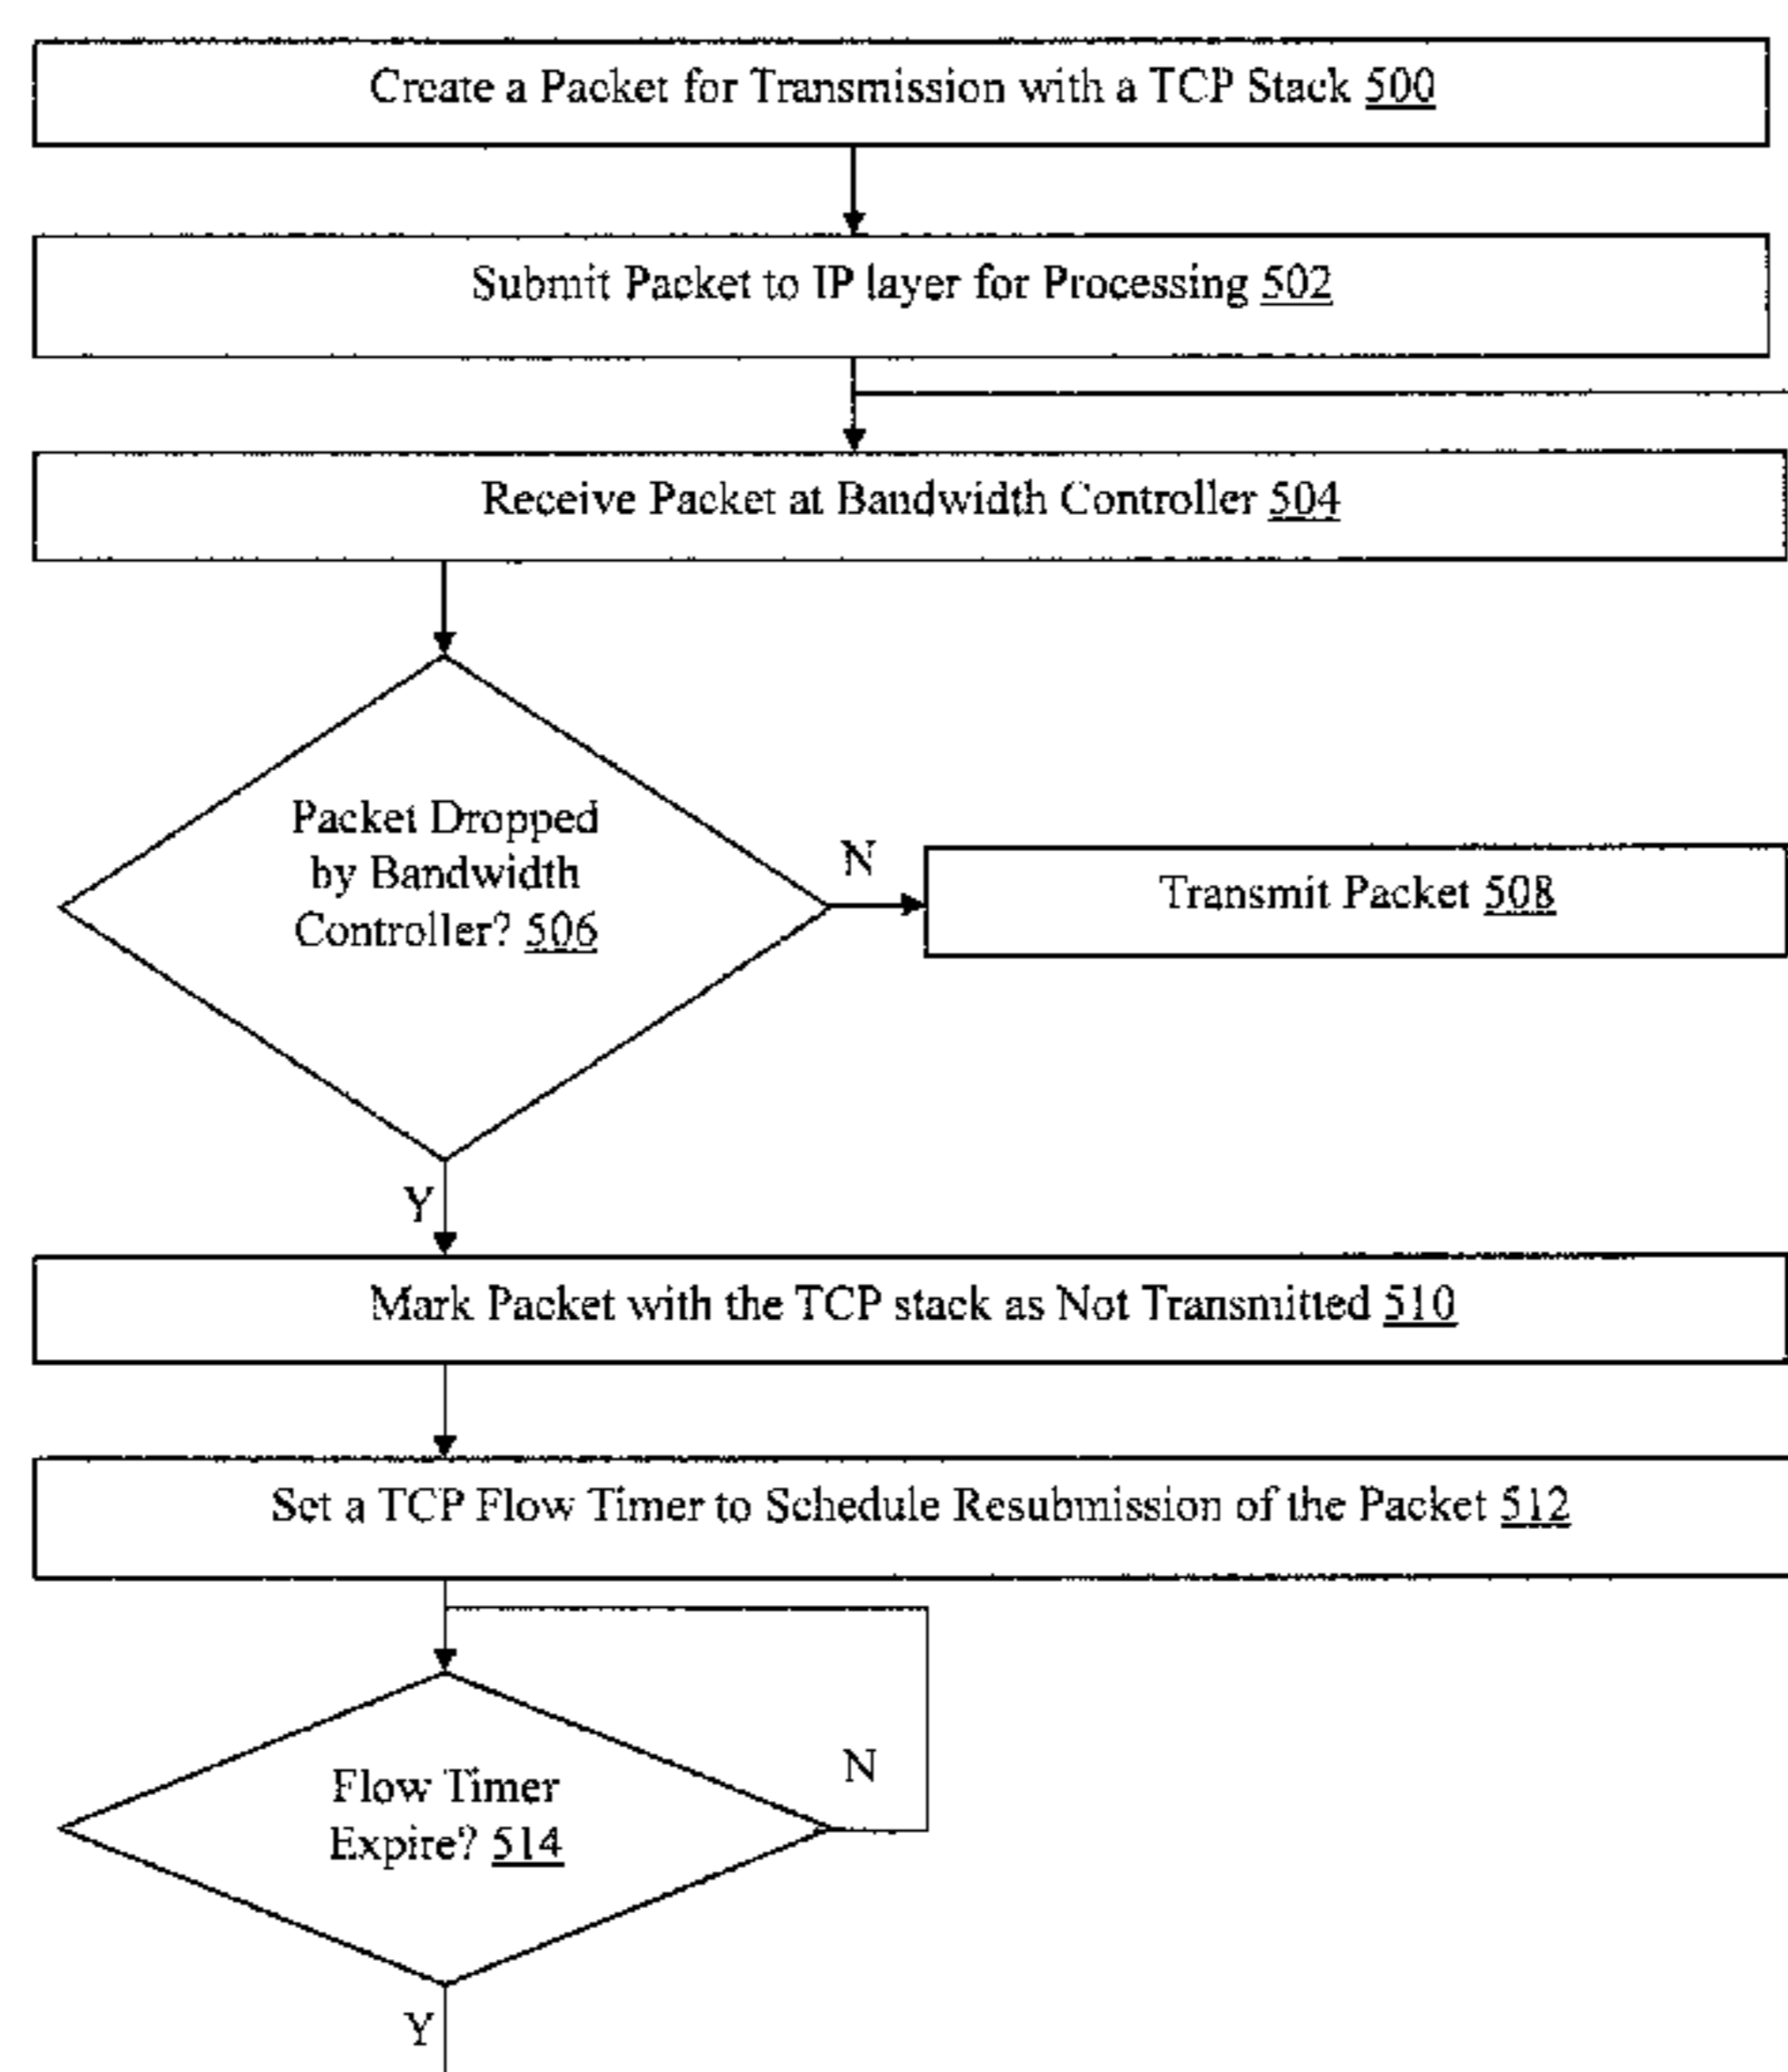 Create a Packet for Transmission with a TCP Stack 500
Submit Packet to IP layer for Processing 502
Receive Packet at Bandwidth Controller 504
Packet Dropped
by Bandwidth
Controller? 506
N
Transmit Packet 508
Y
Mark Packet with the TCP stack as Not Transmitted 510
Set a TCP Flow Timer to Schedule Resubmission of the Packet 512
Flow Timer
Expire? 514
N
Y